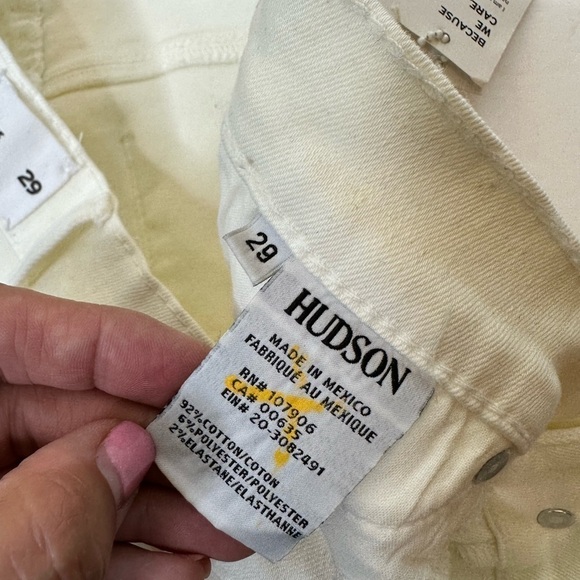 BECAUSE
WE
CARE
29
29
HUDSON
MADE IN MEXICO
FABRIQUÉ AU MEXIQUE
RN# 107906
CA# 00635
EIN# 20-3082491
92%COTTON/COTON
6%POLYESTER/POLYESTER
2%ELASTANE/ELASTHANNE